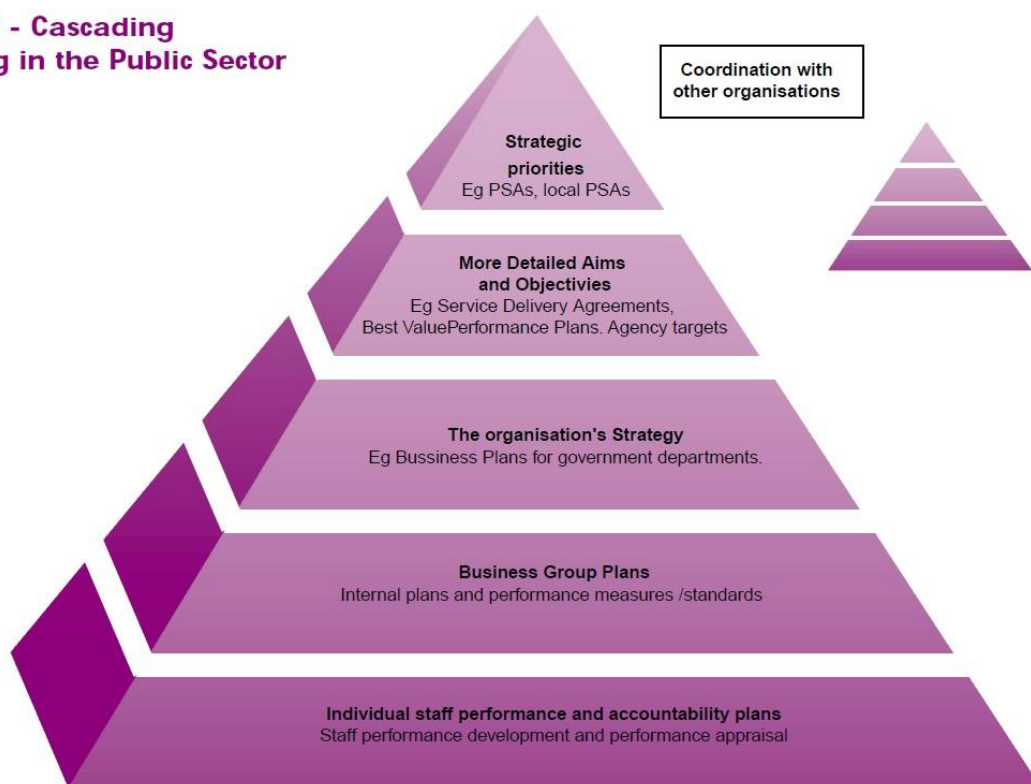 - Cascading
g in the Public Sector
Coordination with
other organisations
Strategic
priorities
Eg PSAs, local PSAs
More Detailed Aims
and Objectivies
Eg Service Delivery Agreements,
Best ValuePerformance Plans. Agency targets
The organisation's Strategy
Eg Bussiness Plans for government departments.
Business Group Plans
Internal plans and performance measures /standards
Individual staff performance and accountability plans
Staff performance development and performance appraisal